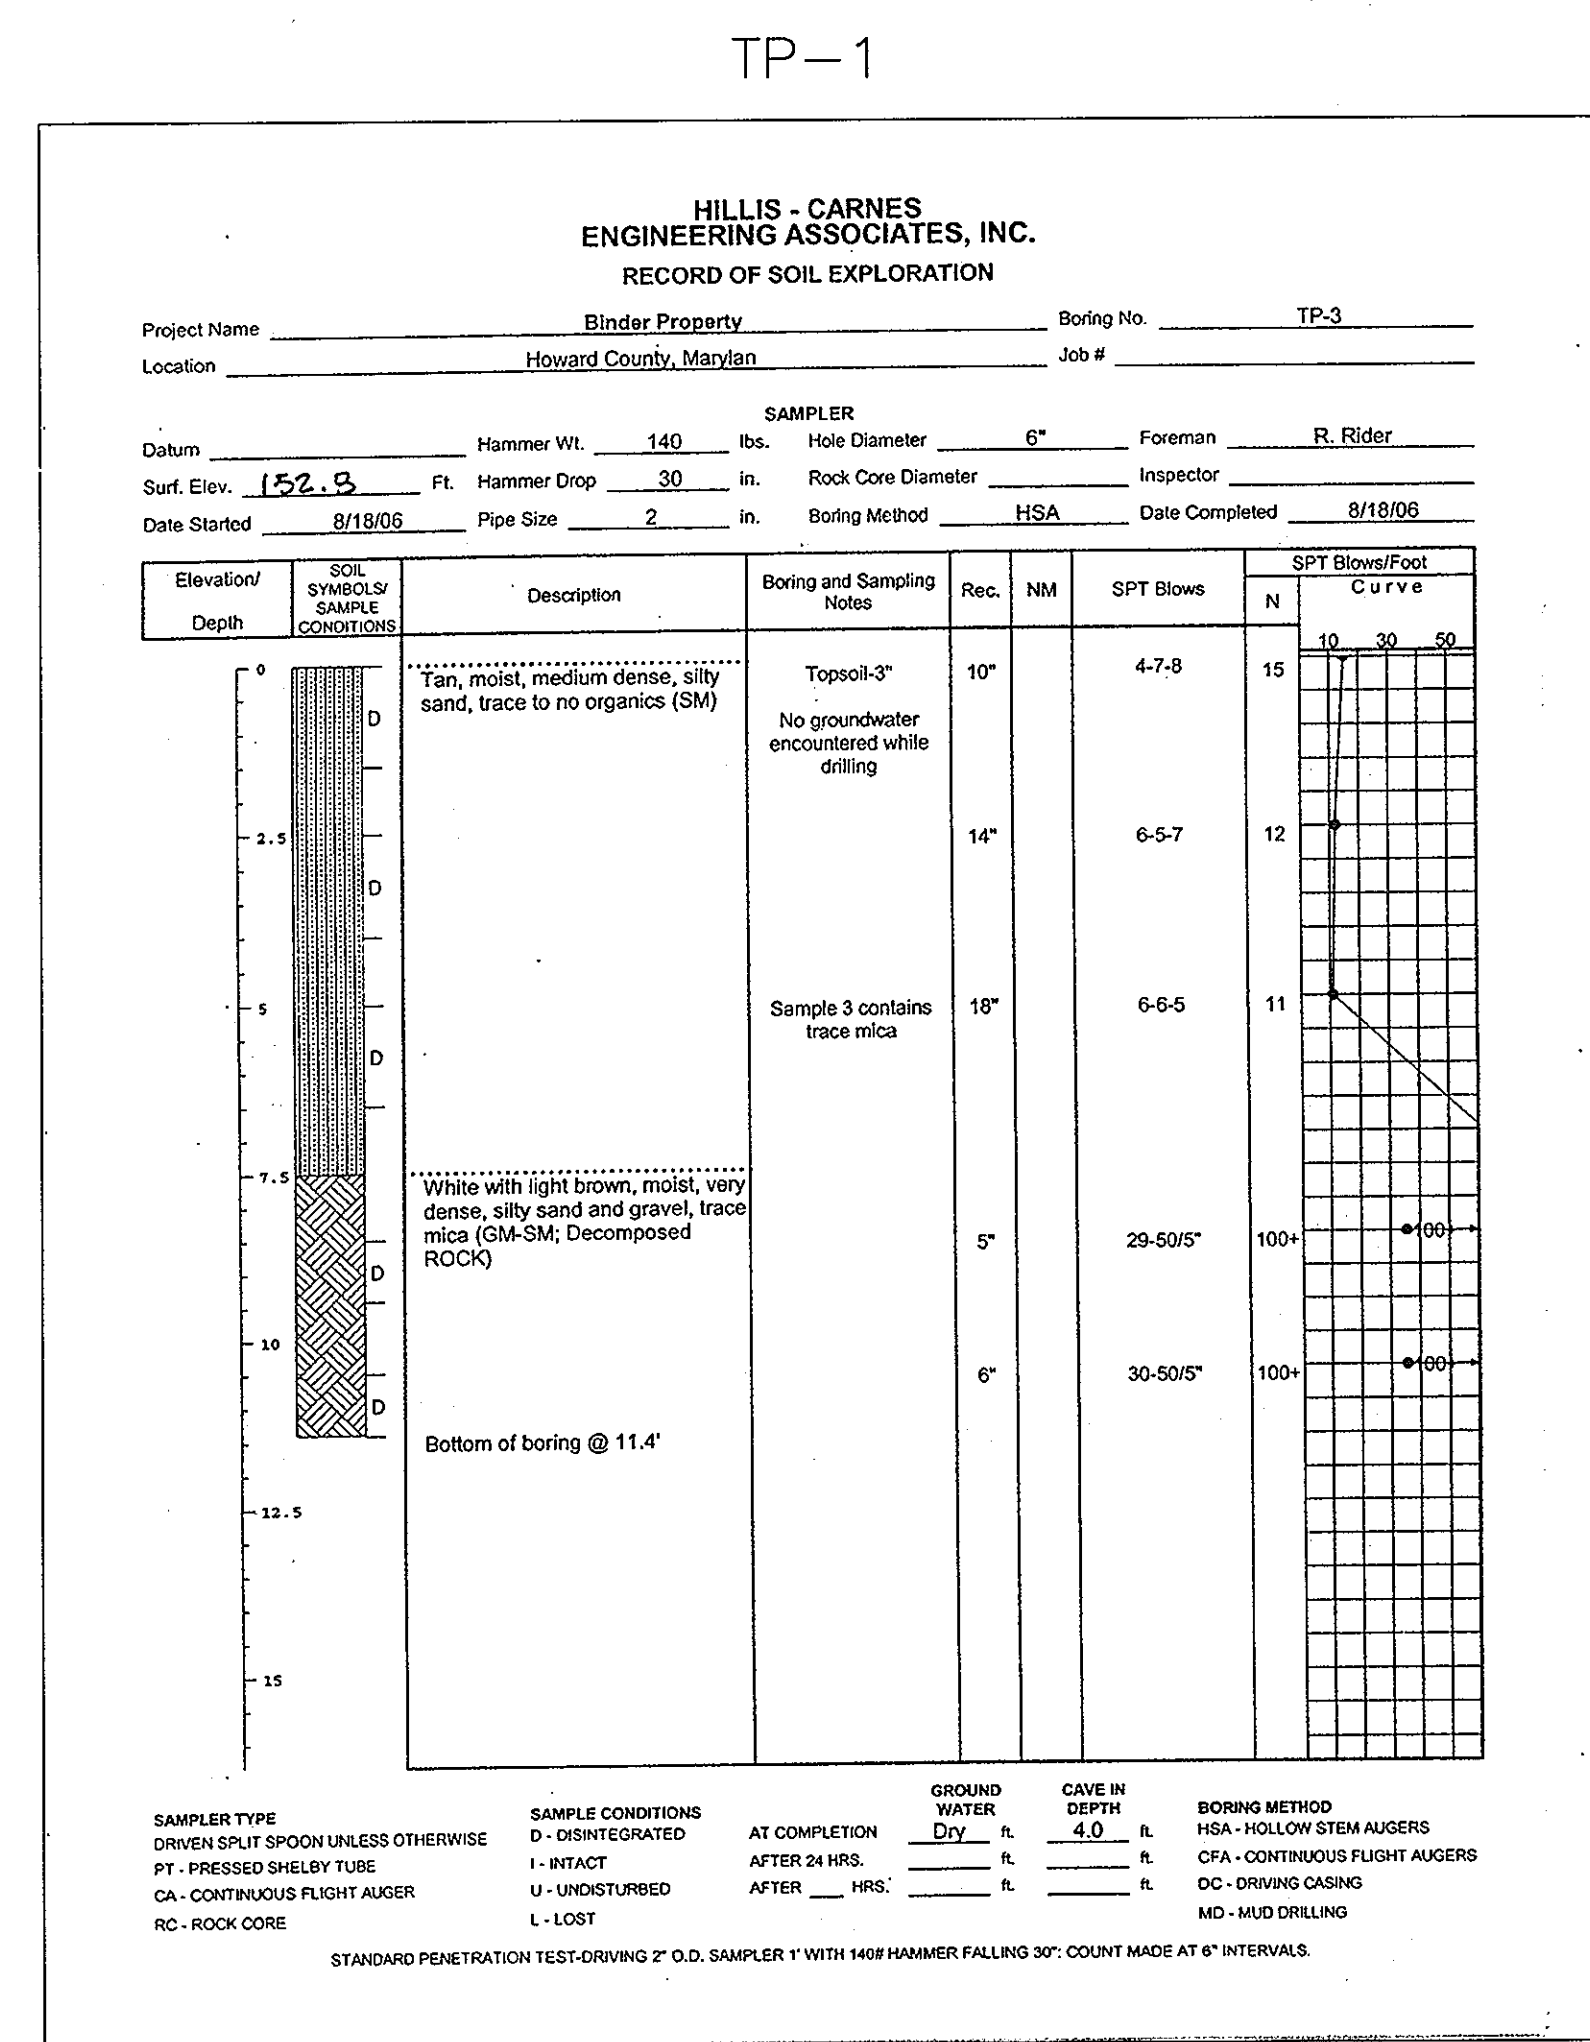 TP-1
HILLIS - CARNES
ENGINEERING ASSOCIATES, INC.
RECORD OF SOIL EXPLORATION
Project Name Binder Property Boring No. TP-3
Location Howard County, Marylan Job #
SAMPLER
Datum Hammer Wt. 140 lbs. Hole Diameter 6" Foreman R. Rider
Surf. Elev. 152.8 Ft. Hammer Drop 30 in. Rock Core Diameter Inspector
Date Started 8/18/06 Pipe Size 2 in. Boring Method HSA Date Completed 8/18/06
Elevation/
Depth
SOIL
SYMBOLS/
SAMPLE
CONDITIONS
Description
Boring and Sampling
Notes
Rec.
NM
SPT Blows
SPT Blows/Foot
N
Curve
10 30 50
0
Tan, moist, medium dense, silty
sand, trace to no organics (SM)
Topsoil-3"
10"
4-7-8
15
D
No groundwater
encountered while
drilling
2.5
14"
6-5-7
12
D
5
Sample 3 contains
trace mica
18"
6-6-5
11
D
7.5
White with light brown, moist, very
dense, silty sand and gravel, trace
mica (GM-SM; Decomposed
ROCK)
5"
29-50/5"
100+
100
D
10
6"
30-50/5"
100+
100
D
Bottom of boring @ 11.4'
12.5
15
SAMPLER TYPE
DRIVEN SPLIT SPOON UNLESS OTHERWISE
PT - PRESSED SHELBY TUBE
CA - CONTINUOUS FLIGHT AUGER
RC - ROCK CORE
SAMPLE CONDITIONS
D - DISINTEGRATED
I - INTACT
U - UNDISTURBED
L - LOST
GROUND
WATER
CAVE IN
DEPTH
AT COMPLETION Dry ft. 4.0 ft.
AFTER 24 HRS. ft. ft.
AFTER HRS. ft. ft.
BORING METHOD
HSA - HOLLOW STEM AUGERS
CFA - CONTINUOUS FLIGHT AUGERS
DC - DRIVING CASING
MD - MUD DRILLING
STANDARD PENETRATION TEST-DRIVING 2" O.D. SAMPLER 1' WITH 140# HAMMER FALLING 30": COUNT MADE AT 6" INTERVALS.